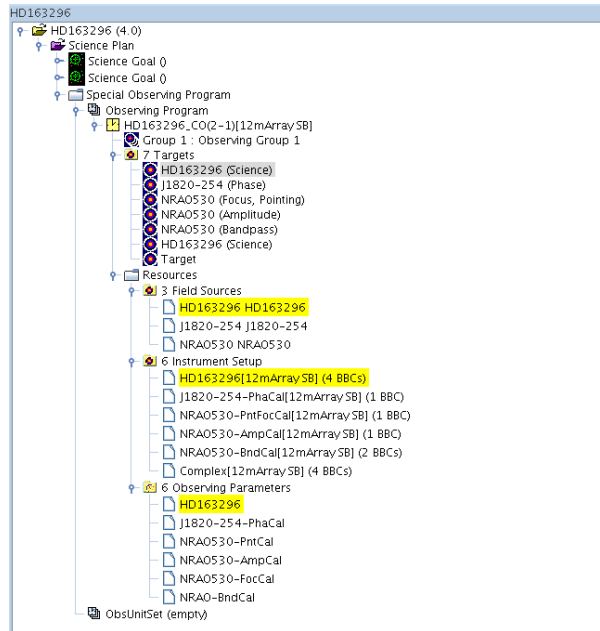 HD163296
HD163296 (4.0)
Science Plan
Science Goal ()
Science Goal ()
Special Observing Program
Observing Program
HD163296_CO(2-1)[12mArray SB]
Group 1 : Observing Group 1
7 Targets
HD163296 (Science)
J1820-254 (Phase)
NRAO530 (Focus, Pointing)
NRAO530 (Amplitude)
NRAO530 (Bandpass)
HD163296 (Science)
Target
Resources
3 Field Sources
HD163296 HD163296
J1820-254 J1820-254
NRAO530 NRAO530
6 Instrument Setup
HD163296[12mArray SB] (4 BBCs)
J1820-254-PhaCal[12mArray SB] (1 BBC)
NRAO530-PntFocCal[12mArray SB] (1 BBC)
NRAO530-AmpCal[12mArray SB] (1 BBC)
NRAO530-BndCal[12mArray SB] (2 BBCs)
Complex[12mArray SB] (4 BBCs)
6 Observing Parameters
HD163296
J1820-254-PhaCal
NRAO530-PntCal
NRAO530-AmpCal
NRAO530-FocCal
NRAO-BndCal
ObsUnitSet (empty)